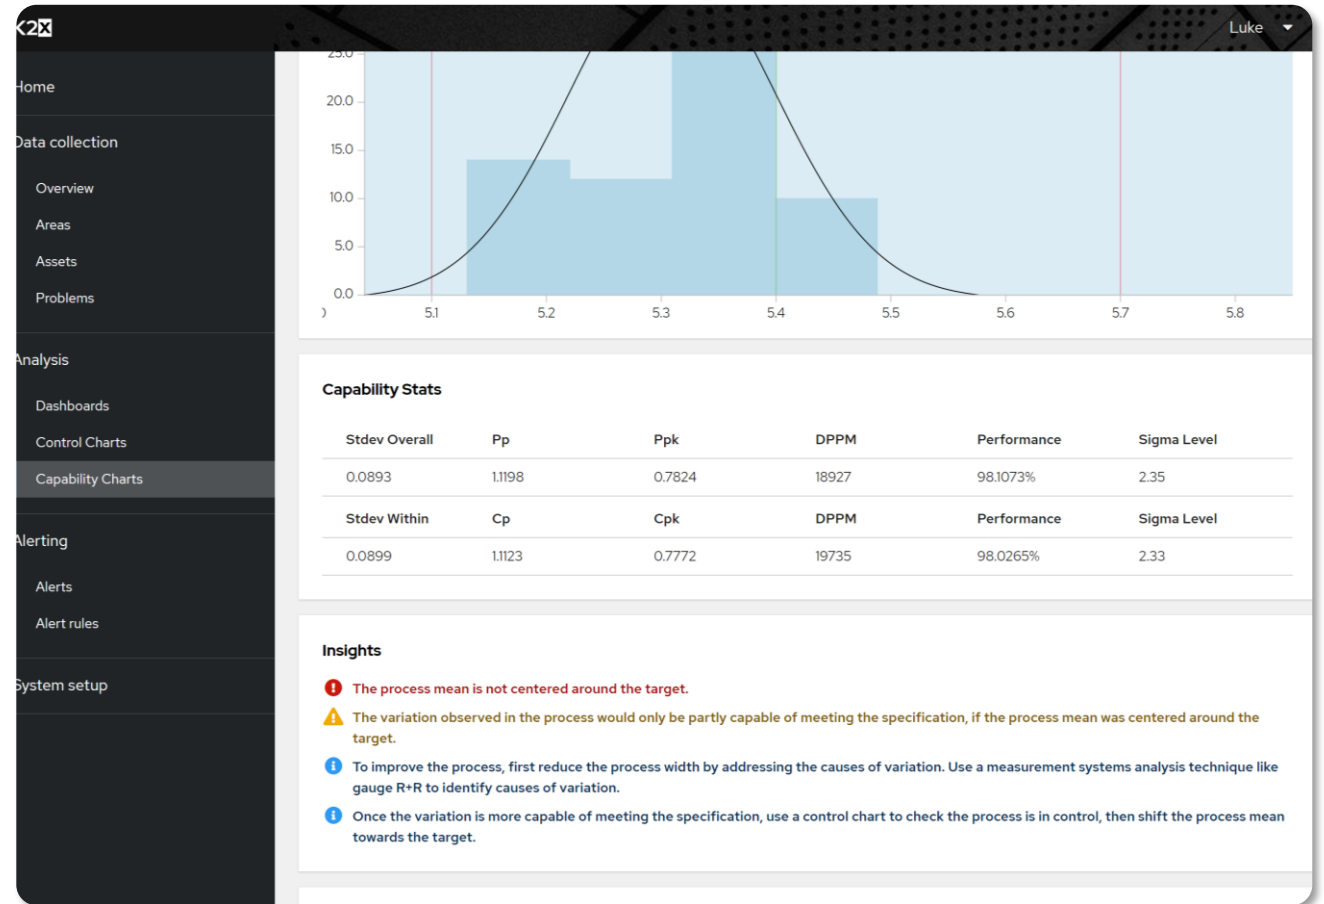 K2X
Luke
Home
Data collection
Overview
Areas
Assets
Problems
Analysis
Dashboards
Control Charts
Capability Charts
Alerting
Alerts
Alert rules
System setup
25.0
20.0
15.0
10.0
5.0
0.0
5.1 5.2 5.3 5.4 5.5 5.6 5.7 5.8
Capability Stats
Stdev Overall Pp Ppk DPPM Performance Sigma Level
0.0893 1.1198 0.7824 18927 98.1073% 2.35
Stdev Within Cp Cpk DPPM Performance Sigma Level
0.0899 1.1123 0.7772 19735 98.0265% 2.33
Insights
The process mean is not centered around the target.
The variation observed in the process would only be partly capable of meeting the specification, if the process mean was centered around the
target.
To improve the process, first reduce the process width by addressing the causes of variation. Use a measurement systems analysis technique like
gauge R+R to identify causes of variation.
Once the variation is more capable of meeting the specification, use a control chart to check the process is in control, then shift the process mean
towards the target.